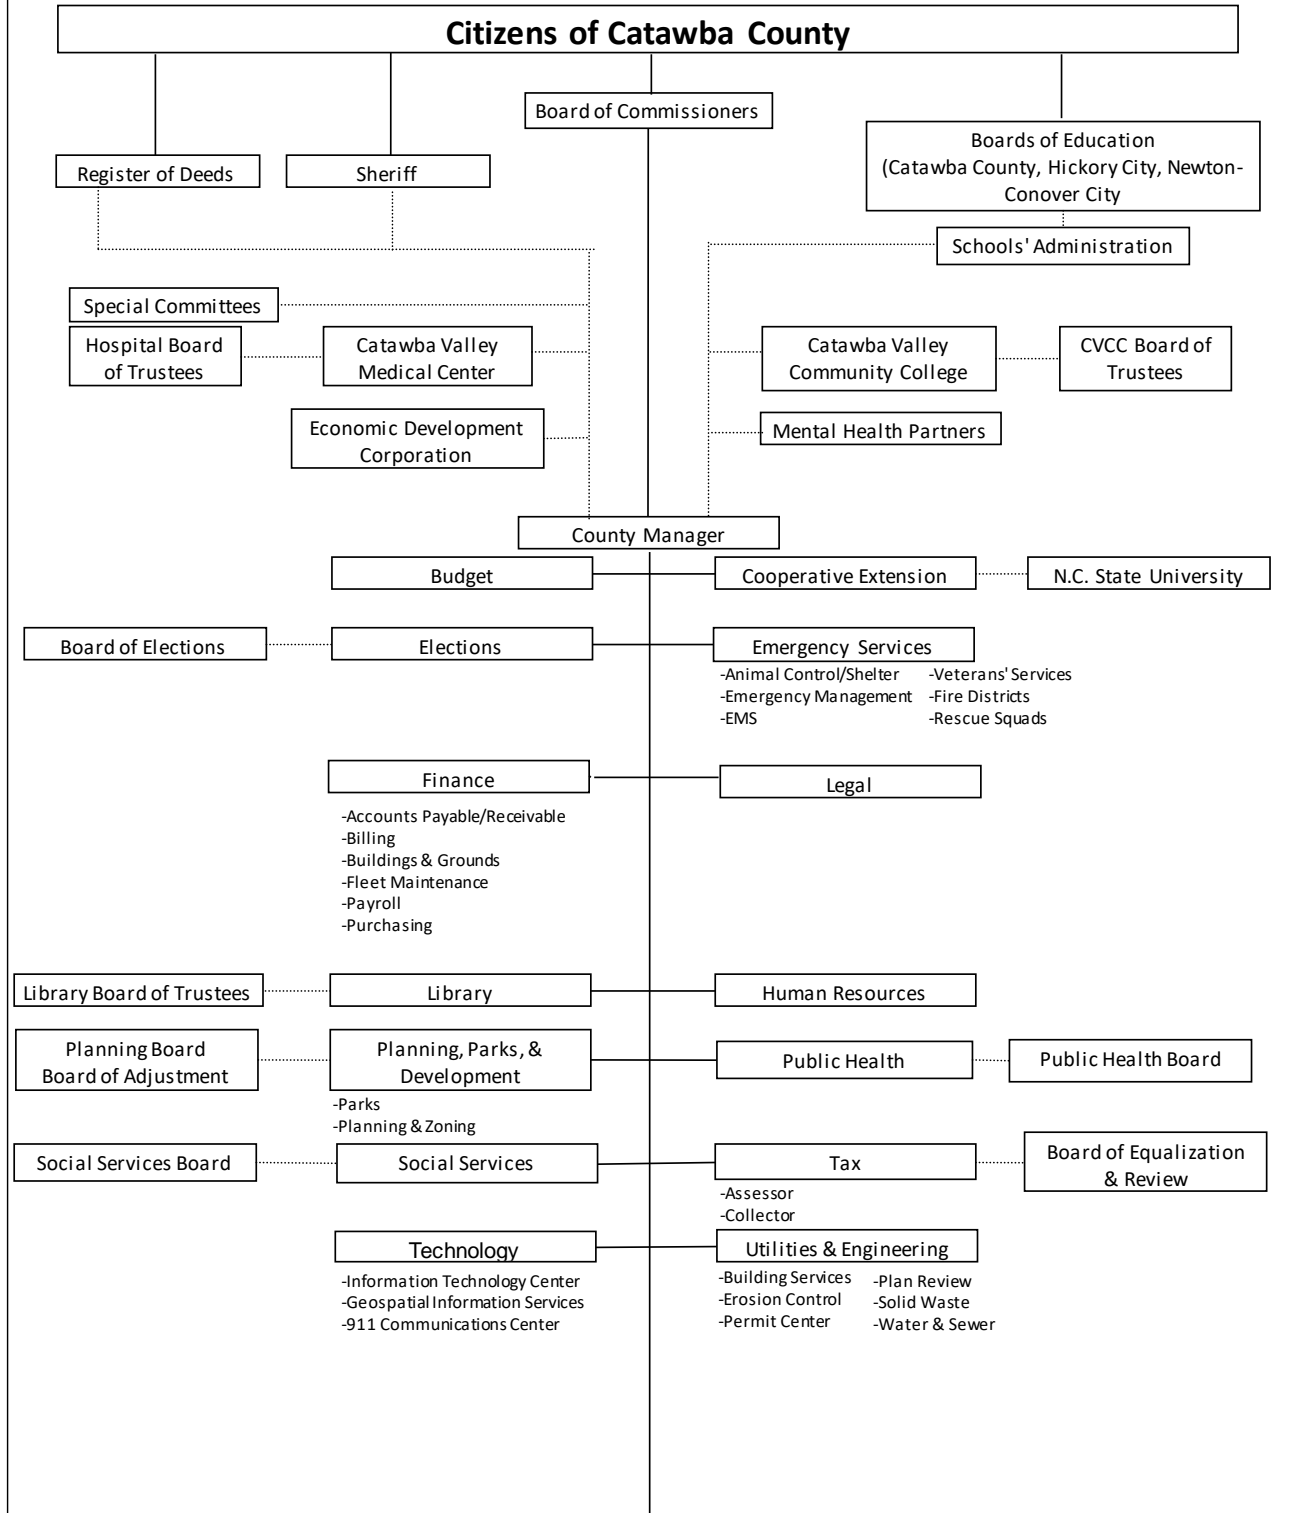 Citizens of Catawba County
Board of Commissioners
Boards of Education
(Catawba County, Hickory City, Newton-
Conover City
Register of Deeds
Sheriff
Schools' Administration
Special Committees
Hospital Board
of Trustees
Catawba Valley
Medical Center
Catawba Valley
Community College
CVCC Board of
Trustees
Economic Development
Corporation
Mental Health Partners
County Manager
Budget
Cooperative Extension
N.C. State University
Board of Elections
Elections
Emergency Services
-Animal Control/Shelter
-Emergency Management
-EMS
-Veterans' Services
-Fire Districts
-Rescue Squads
Finance
Legal
-Accounts Payable/Receivable
-Billing
-Buildings & Grounds
-Fleet Maintenance
-Payroll
-Purchasing
Library Board of Trustees
Library
Human Resources
Planning Board
Board of Adjustment
Planning, Parks, &
Development
Public Health
Public Health Board
-Parks
-Planning & Zoning
Social Services Board
Social Services
Tax
Board of Equalization
& Review
-Assessor
-Collector
Technology
Utilities & Engineering
-Information Technology Center
-Geospatial Information Services
-911 Communications Center
-Building Services
-Erosion Control
-Permit Center
-Plan Review
-Solid Waste
-Water & Sewer